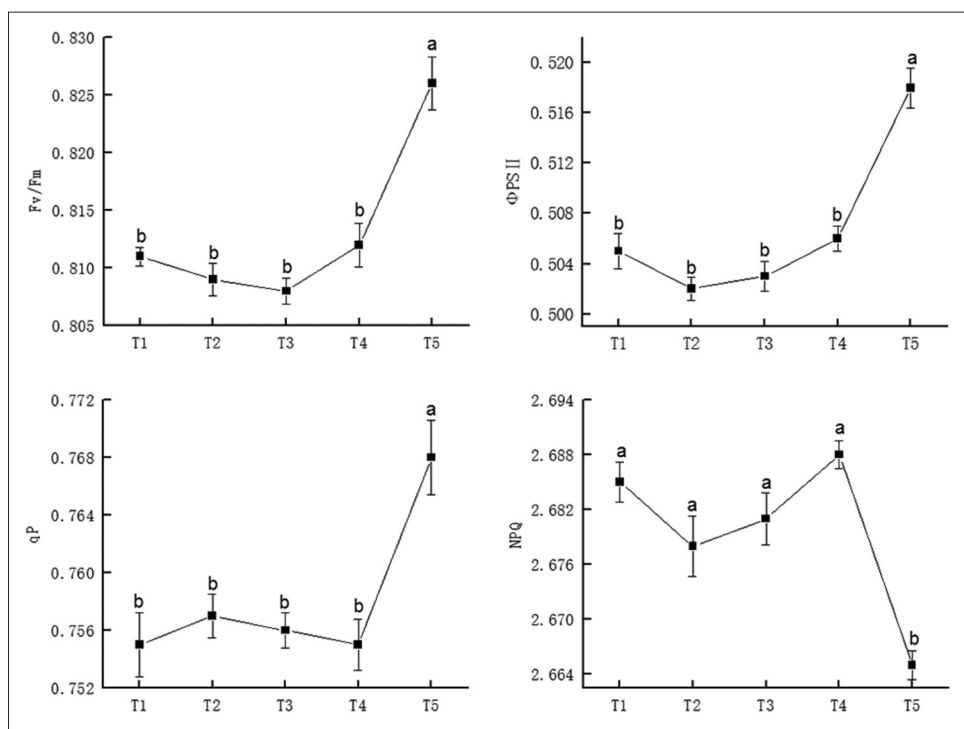 Fv/Fm
0.830
0.825
0.820
0.815
0.810
0.805
b
b
b
b
a
T1 T2 T3 T4 T5
ΦPSII
0.520
0.516
0.512
0.508
0.504
0.500
b
b
b
b
a
T1 T2 T3 T4 T5
qP
0.772
0.768
0.764
0.760
0.756
0.752
b
b
b
b
a
T1 T2 T3 T4 T5
NPQ
2.694
2.688
2.682
2.676
2.670
2.664
a
a
a
a
b
T1 T2 T3 T4 T5